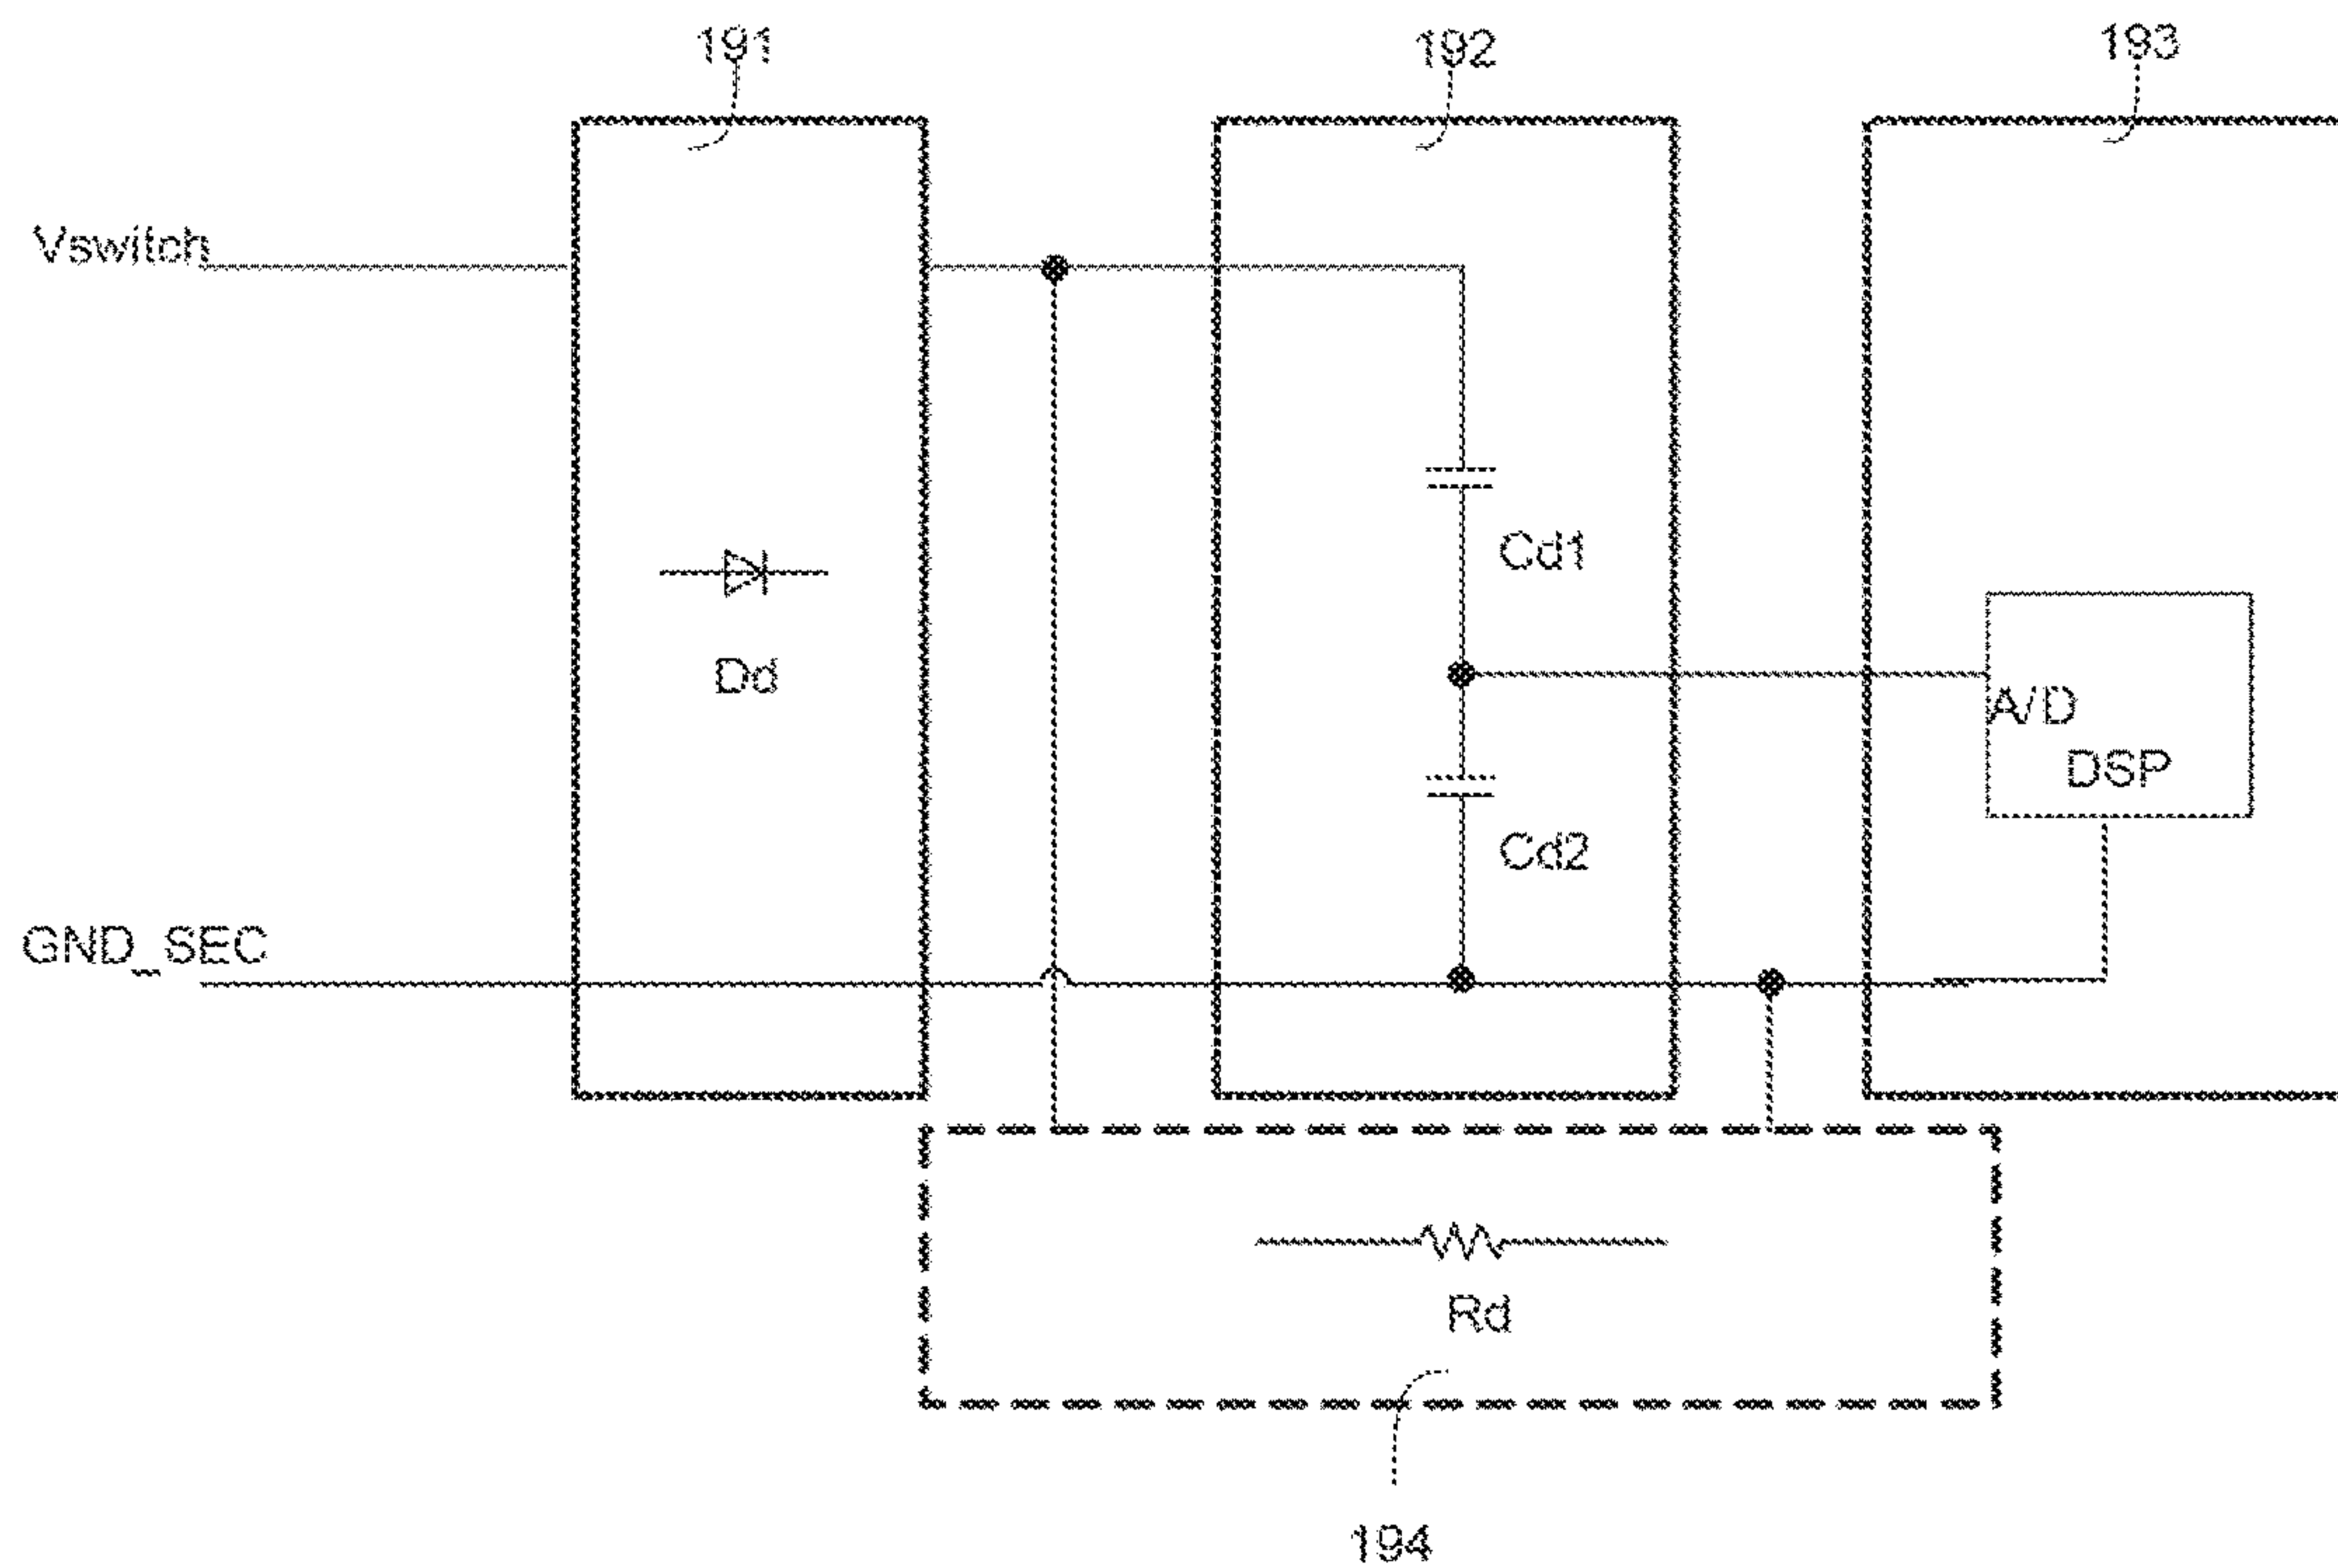 191
192
193
Vswitch
Cd1
Dd
A/D
DSP
Cd2
GND_SEC
Rd
194